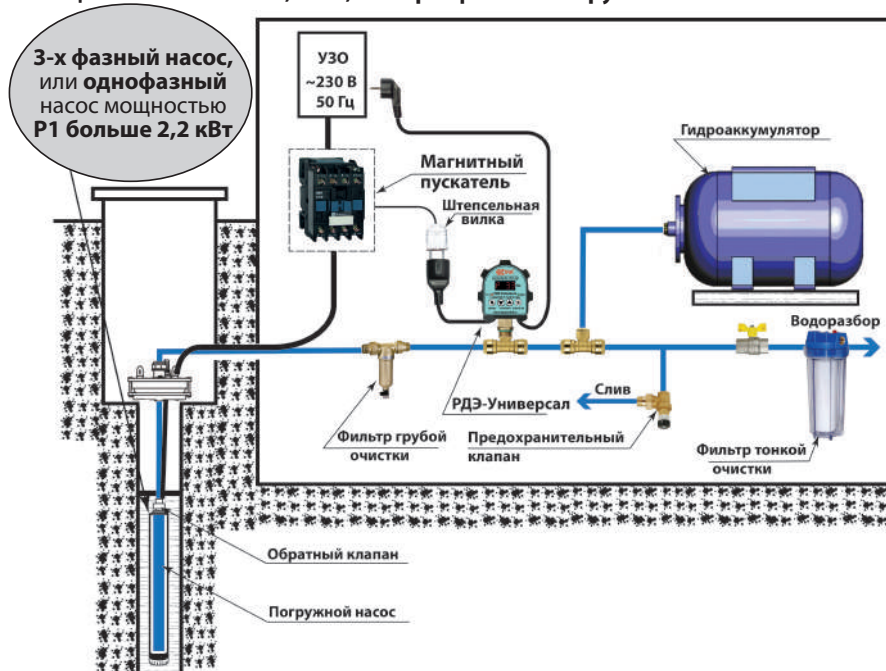 3-х фазный насос,
или однофазный
насос мощностью
P1 больше 2,2 кВт
УЗО
~230 В
50 Гц
Магнитный
пускатель
Штепсельная
вилка
Гидроаккумулятор
Водоразбор
Слив
РДЭ-Универсал
Фильтр грубой
очистки
Предохранительный
клапан
Фильтр тонкой
очистки
Обратный клапан
Погружной насос